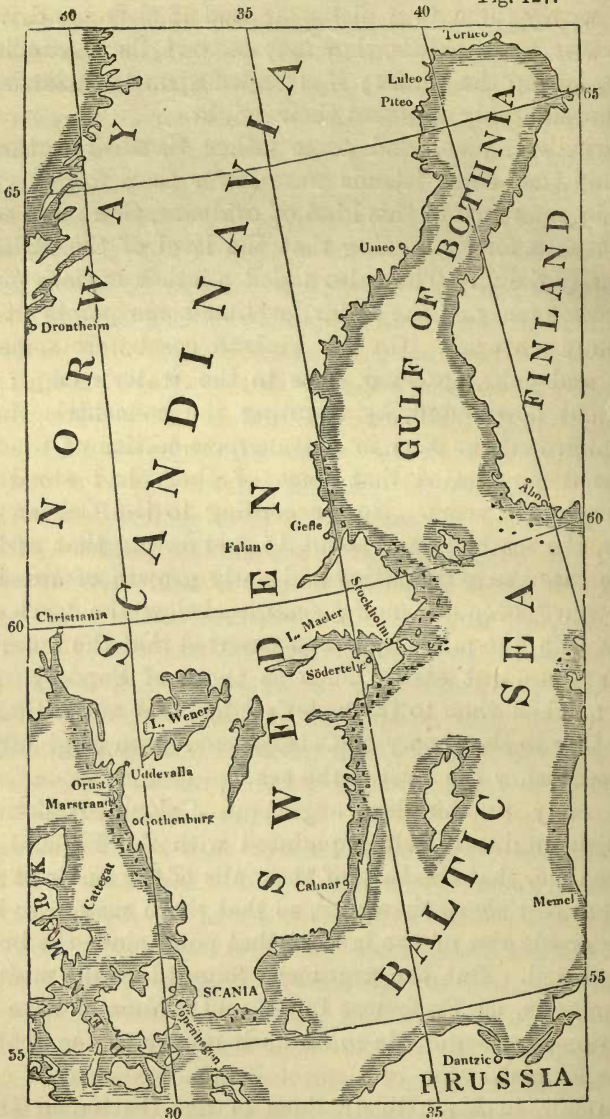 Fig. 127.
30
35
40
Torneo
Luleo
Piteo
65
65
NORWAY
SCANDINAVIA
GULF OF BOTHNIA
FINLAND
Umeo
Drontheim
Åbo
60
Gefle
Falun
Christiania
60
L. Maeler
Stockholm
Södertelje
SWEDEN
BALTIC SEA
L. Wener
Uddevalla
Orust
Marstrand
Gothenburg
Cattegat
Calmar
Memel
SCANIA
Copenhagen
55
55
Dantzic
PRUSSIA
30
35